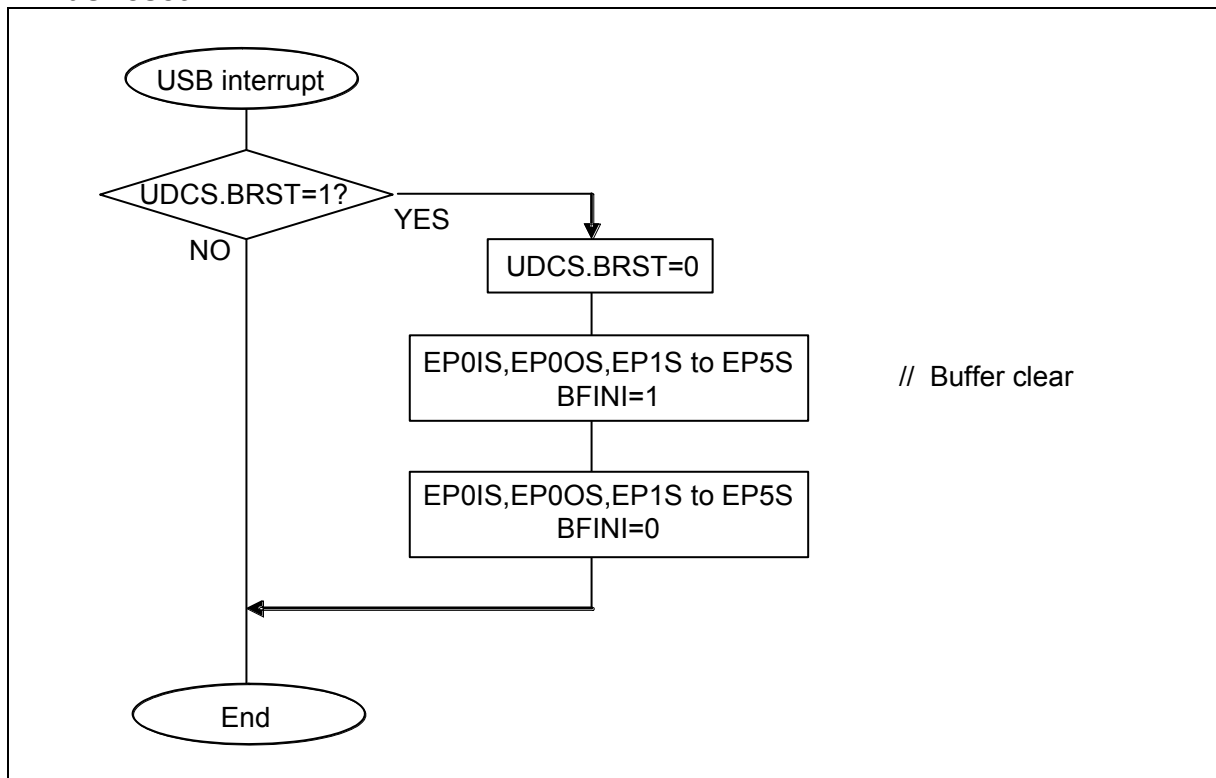 USB interrupt
UDCS.BRST=1?
YES
NO
UDCS.BRST=0
EP0IS,EP0OS,EP1S to EP5S
BFINI=1
// Buffer clear
EP0IS,EP0OS,EP1S to EP5S
BFINI=0
End